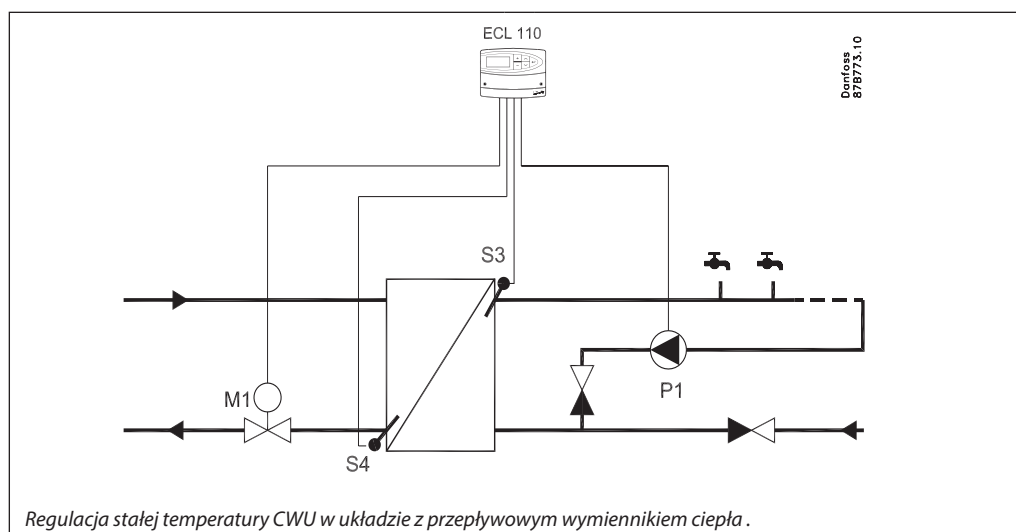 ECL 110
Danfoss
87B773.10
S3
M1
P1
S4
Regulacja stałej temperatury CWU w układzie z przepływowym wymiennikiem ciepła .